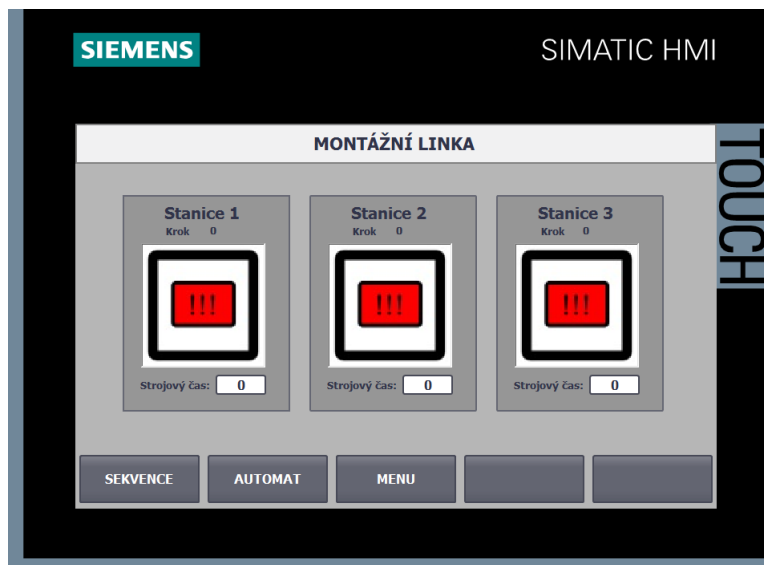 SIEMENS
SIMATIC HMI
TOUCH
MONTÁŽNÍ LINKA
Stanice 1
Krok 0
!!!
Strojový čas: 0
Stanice 2
Krok 0
!!!
Strojový čas: 0
Stanice 3
Krok 0
!!!
Strojový čas: 0
SEKVENCE
AUTOMAT
MENU